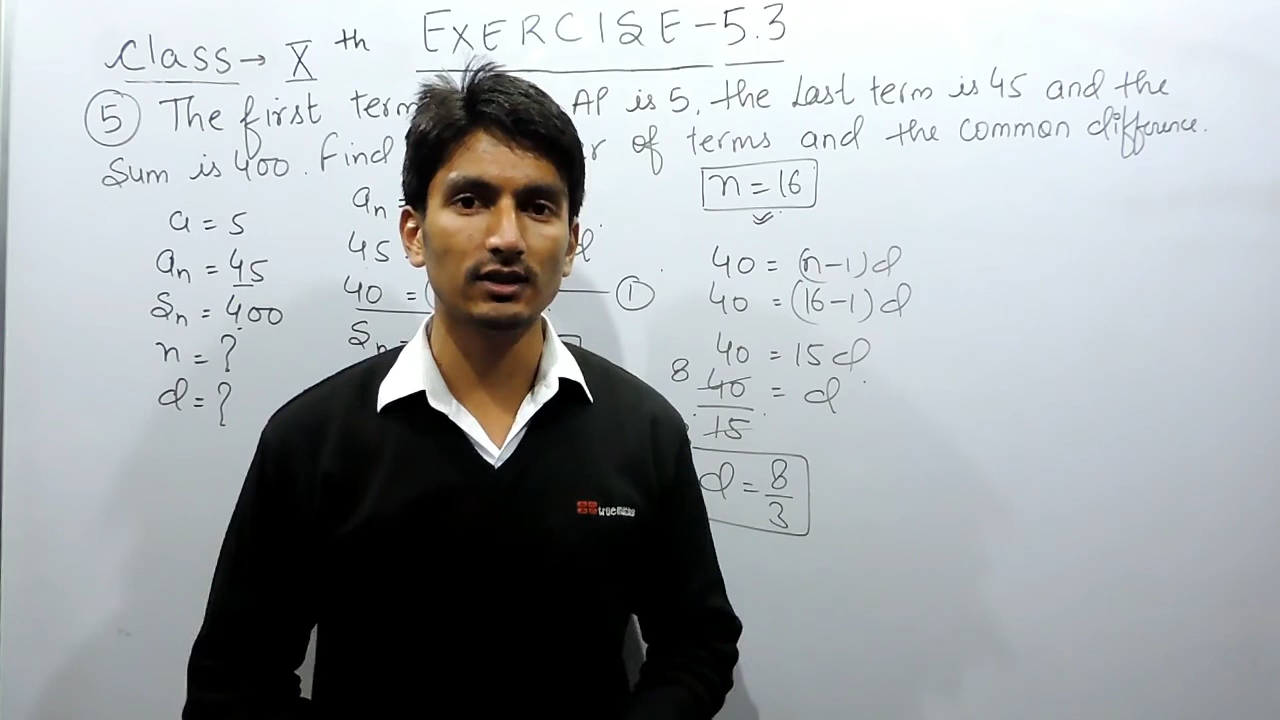 Class → Xth EXERCISE-5.3
5 The first term AP is 5, the Last term is 45 and the
Sum is 400. Find of terms and the common difference.
a = 5
an = 45
Sn = 400
n = ?
d = ?
an =
45 d
40 = ( 1
Sn =
n = 16
40 = (n-1)d
40 = (16-1)d
40 = 15d
8 40 = d
15
d = 8
3